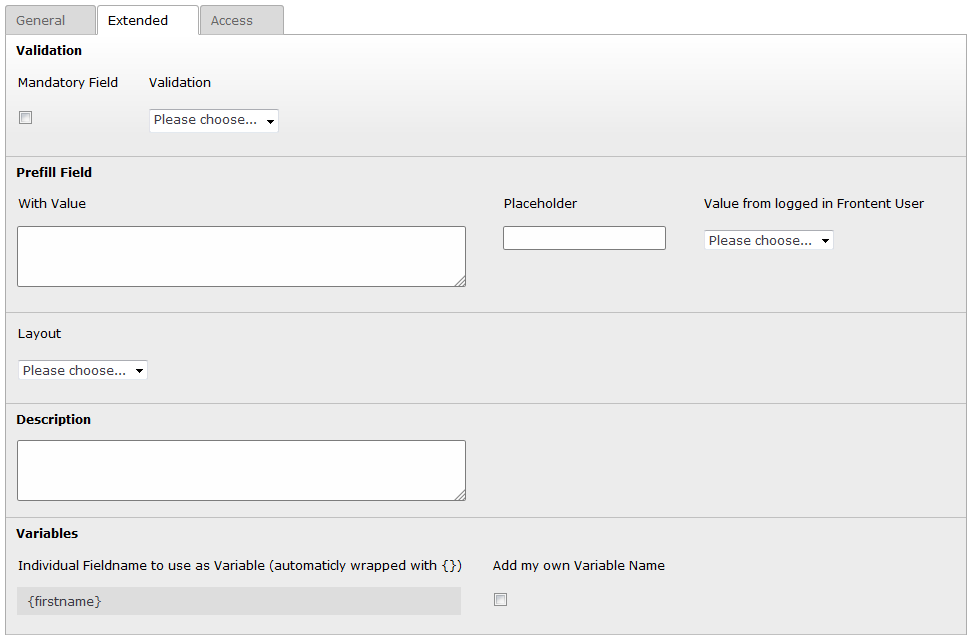 General Extended Access
Validation
Mandatory Field Validation
Please choose...
Prefill Field
With Value Placeholder Value from logged in Frontent User
Please choose...
Layout
Please choose...
Description
Variables
Individual Fieldname to use as Variable (automaticly wrapped with {}) Add my own Variable Name
{firstname}